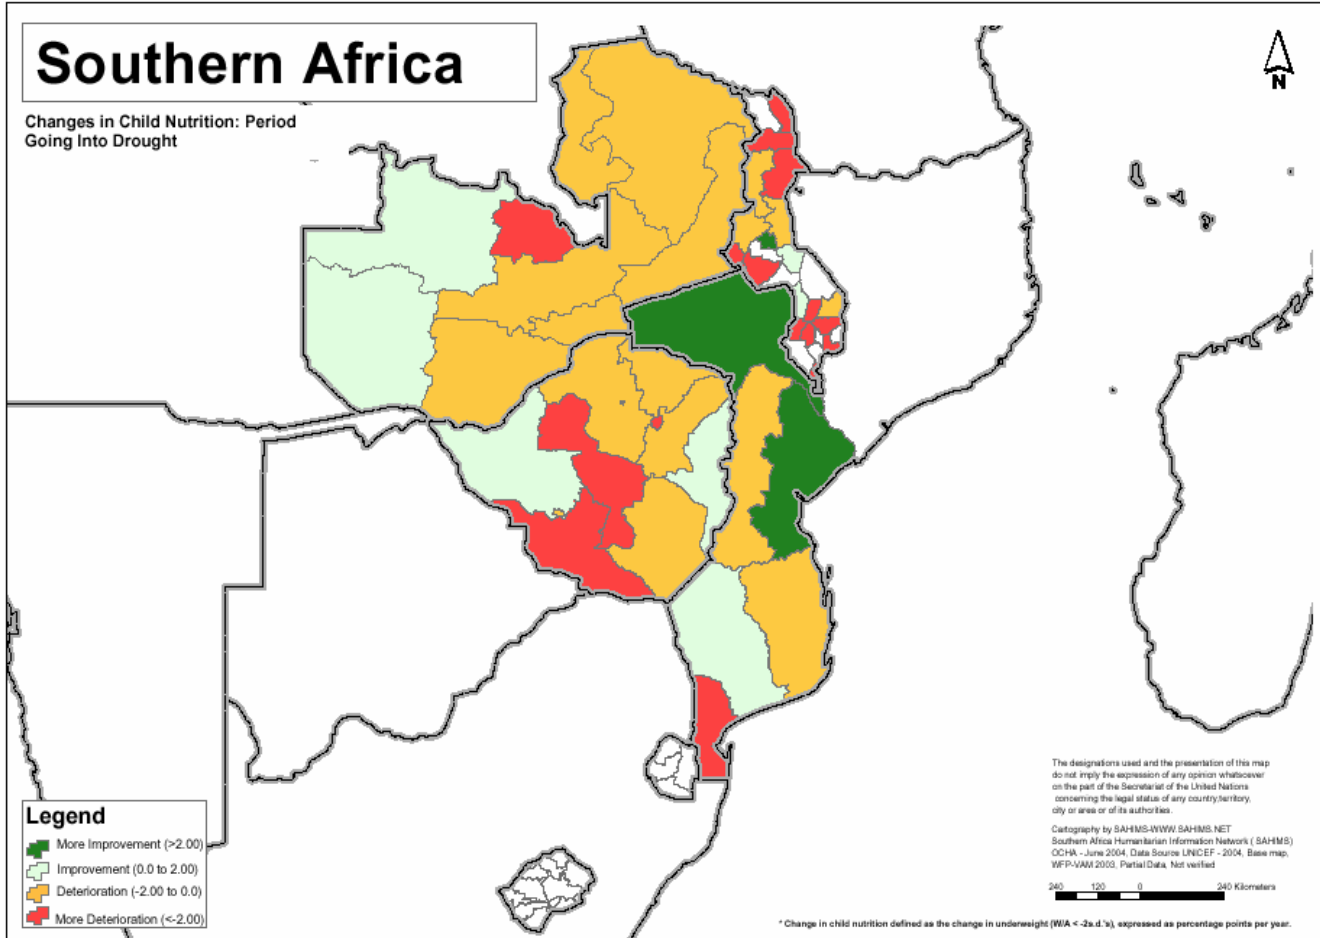 Southern Africa
Changes in Child Nutrition: Period
Going Into Drought
N
Legend
More Improvement (>2.00)
Improvement (0.0 to 2.00)
Deterioration (-2.00 to 0.0)
More Deterioration (<-2.00)
The designations used and the presentation of this map
do not imply the expression of any opinion whatsoever
on the part of the Secretariat of the United Nations
concerning the legal status of any country,territory,
city or area or of its authorities.
Cartography by SAHIMS-WWW.SAHIMS.NET
Southern Africa Humanitarian Information Network ( SAHIMS)
OCHA - June 2004, Data Source UNICEF - 2004, Base map,
WFP-VAM 2003, Partial Data, Not verified
240 120 0 240 Kilometers
* Change in child nutrition defined as the change in underweight (W/A < -2s.d.'s), expressed as percentage points per year.